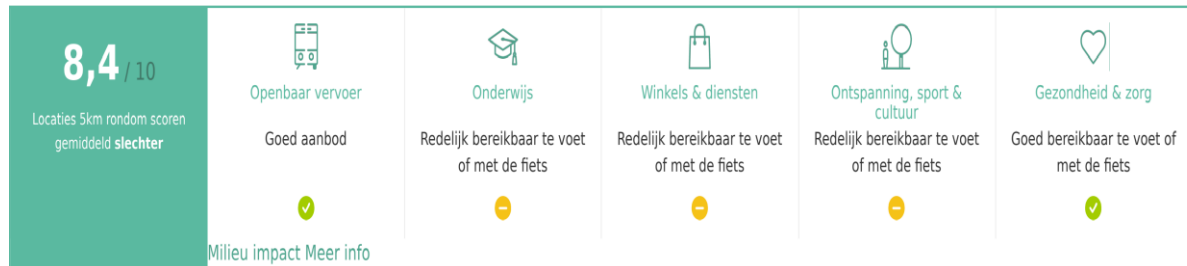 8,4 / 10
Locaties 5km rondom scoren
gemiddeld slechter
Openbaar vervoer
Goed aanbod
Onderwijs
Redelijk bereikbaar te voet
of met de fiets
Winkels & diensten
Redelijk bereikbaar te voet
of met de fiets
Ontspanning, sport &
cultuur
Redelijk bereikbaar te voet
of met de fiets
Gezondheid & zorg
Goed bereikbaar te voet of
met de fiets
Milieu impact Meer info